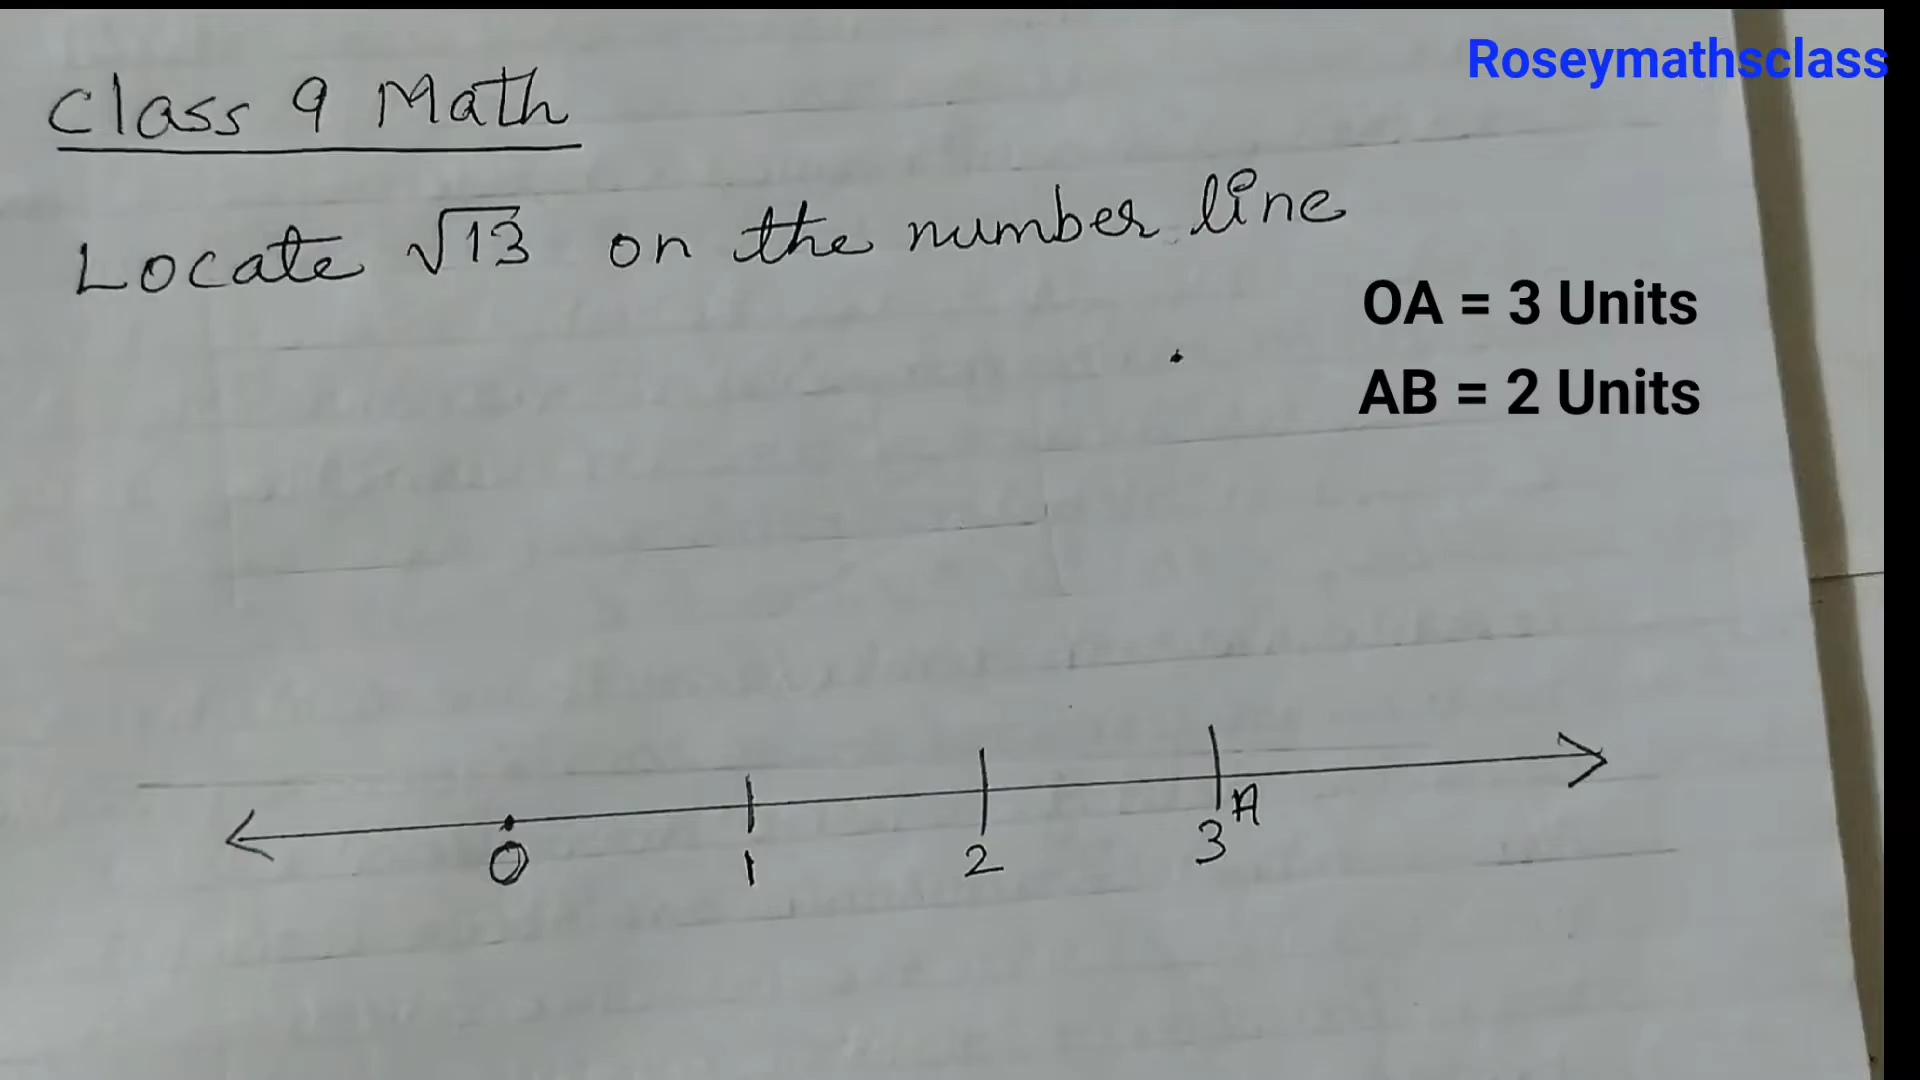 Roseymathsclass
Class 9 Math
Locate √13 on the number line
OA = 3 Units
AB = 2 Units
0 1 2 3 A